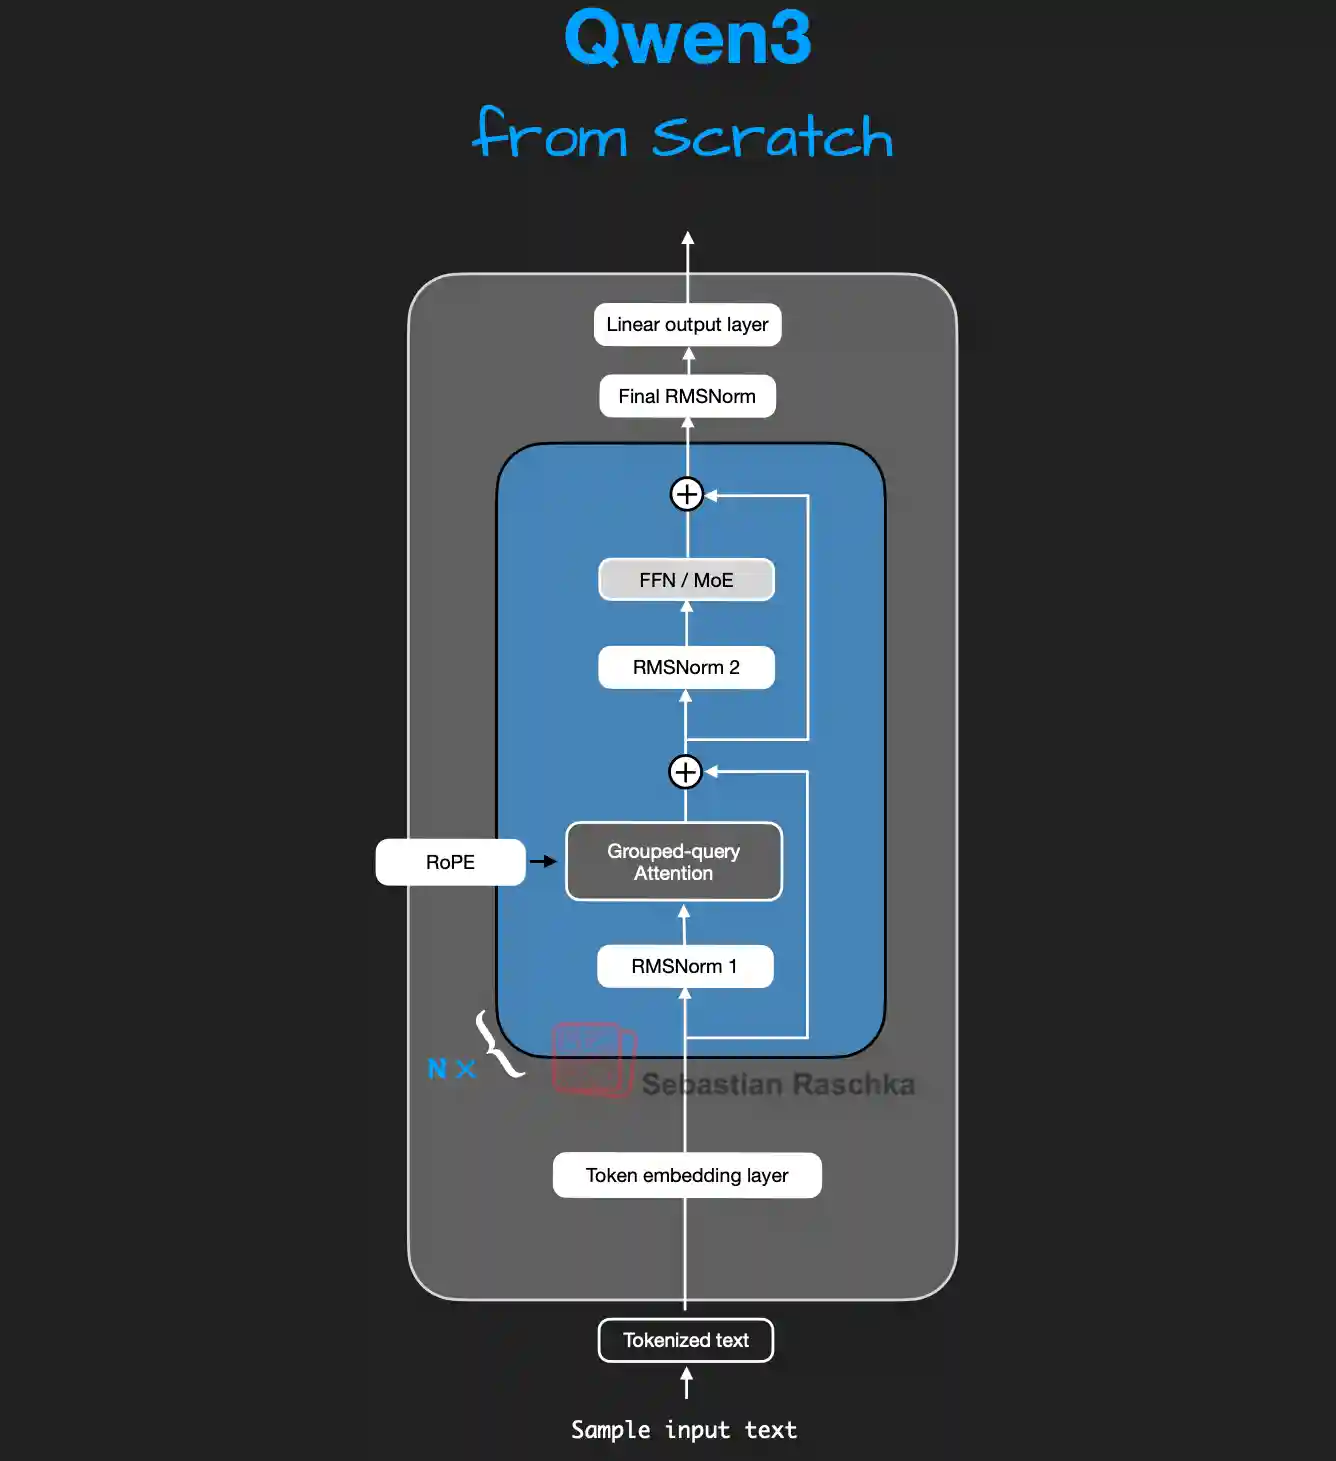 Qwen3
from Scratch
Linear output layer
Final RMSNorm
FFN / MoE
RMSNorm 2
Grouped-query
Attention
RoPE
RMSNorm 1
N ×
Sebastian Raschka
Token embedding layer
Tokenized text
Sample input text